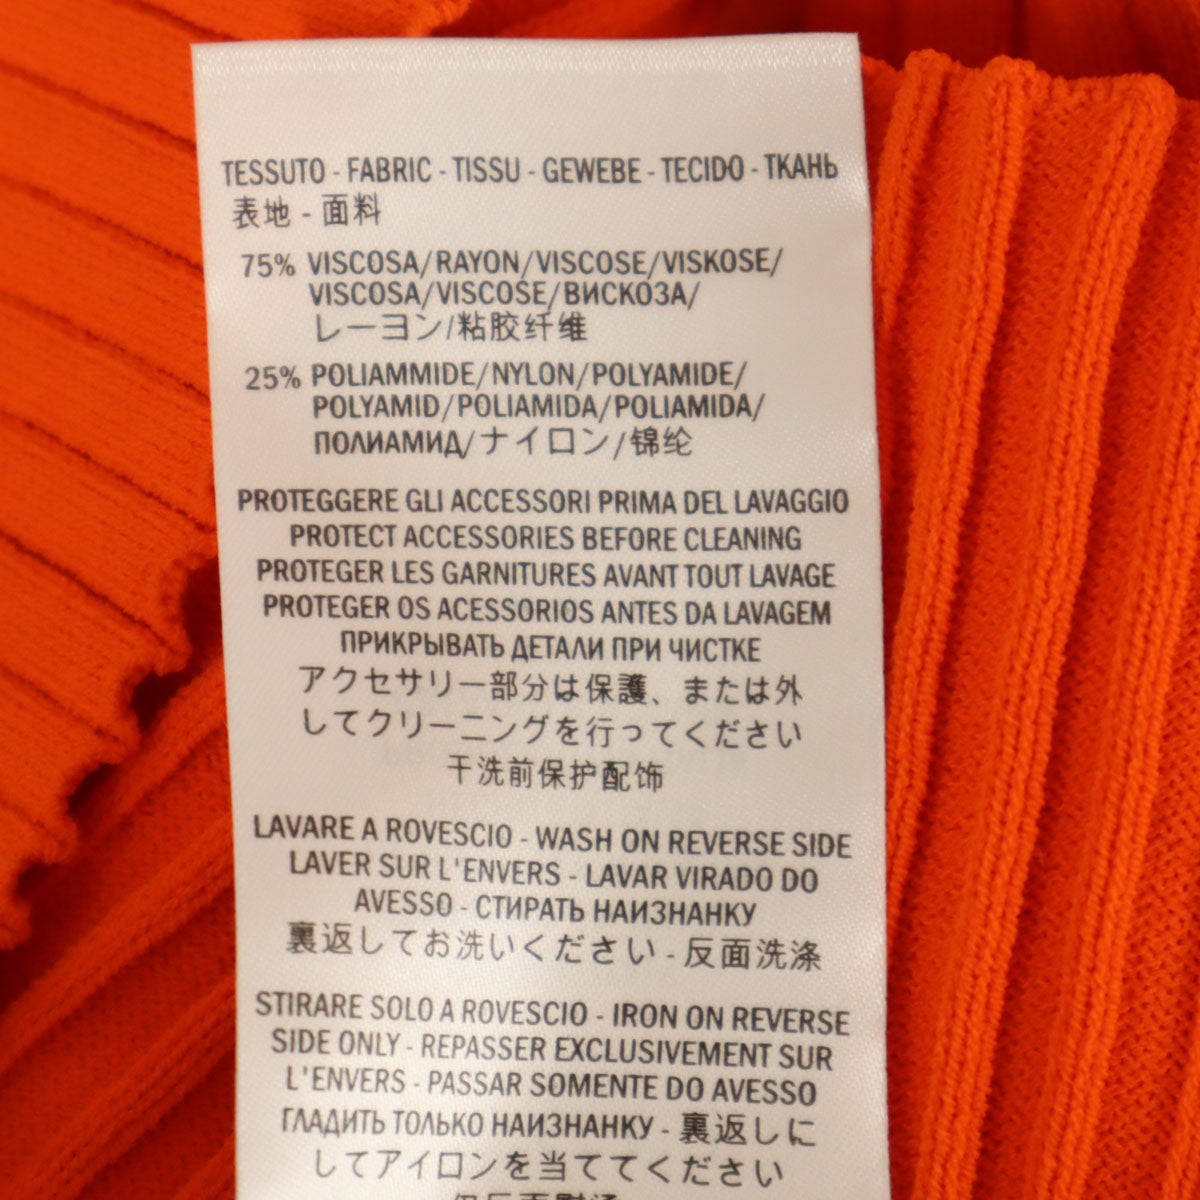 TESSUTO - FABRIC - TISSU - GEWEBE - TECIDO - ТКАНЬ
表地 - 面料
75% VISCOSA/RAYON/VISCOSE/VISKOSE/
VISCOSA/VISCOSE/ВИСКОЗА/
レーヨン/粘胶纤维
25% POLIAMMIDE/NYLON/POLYAMIDE/
POLYAMID/POLIAMIDA/POLIAMIDA/
ПОЛИАМИД/ナイロン/锦纶
PROTEGGERE GLI ACCESSORI PRIMA DEL LAVAGGIO
PROTECT ACCESSORIES BEFORE CLEANING
PROTEGER LES GARNITURES AVANT TOUT LAVAGE
PROTEGER OS ACESSORIOS ANTES DA LAVAGEM
ПРИКРЫВАТЬ ДЕТАЛИ ПРИ ЧИСТКЕ
アクセサリー部分は保護、または外
してクリーニングを行ってください
干洗前保护配饰
LAVARE A ROVESCIO - WASH ON REVERSE SIDE
LAVER SUR L'ENVERS - LAVAR VIRADO DO
AVESSO - СТИРАТЬ НАИЗНАНКУ
裏返してお洗いください - 反面洗涤
STIRARE SOLO A ROVESCIO - IRON ON REVERSE
SIDE ONLY - REPASSER EXCLUSIVEMENT SUR
L'ENVERS - PASSAR SOMENTE DO AVESSO
ГЛАДИТЬ ТОЛЬКО НАИЗНАНКУ - 裏返しに
してアイロンを当ててください